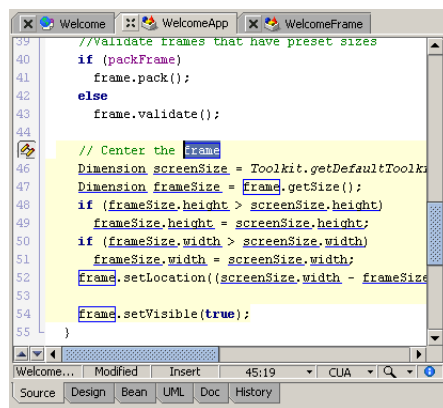 Welcome WelcomeApp WelcomeFrame
39 //Validate frames that have preset sizes
40 if (packFrame)
41 frame.pack();
42 else
43 frame.validate();
44
// Center the frame
46 Dimension screenSize = Toolkit.getDefaultToolki
47 Dimension frameSize = frame.getSize();
48 if (frameSize.height > screenSize.height)
49 frameSize.height = screenSize.height;
50 if (frameSize.width > screenSize.width)
51 frameSize.width = screenSize.width;
52 frame.setLocation((screenSize.width - frameSize
53
54 frame.setVisible(true);
55 }
Welcome... Modified Insert 45:19 CUA
Source Design Bean UML Doc History